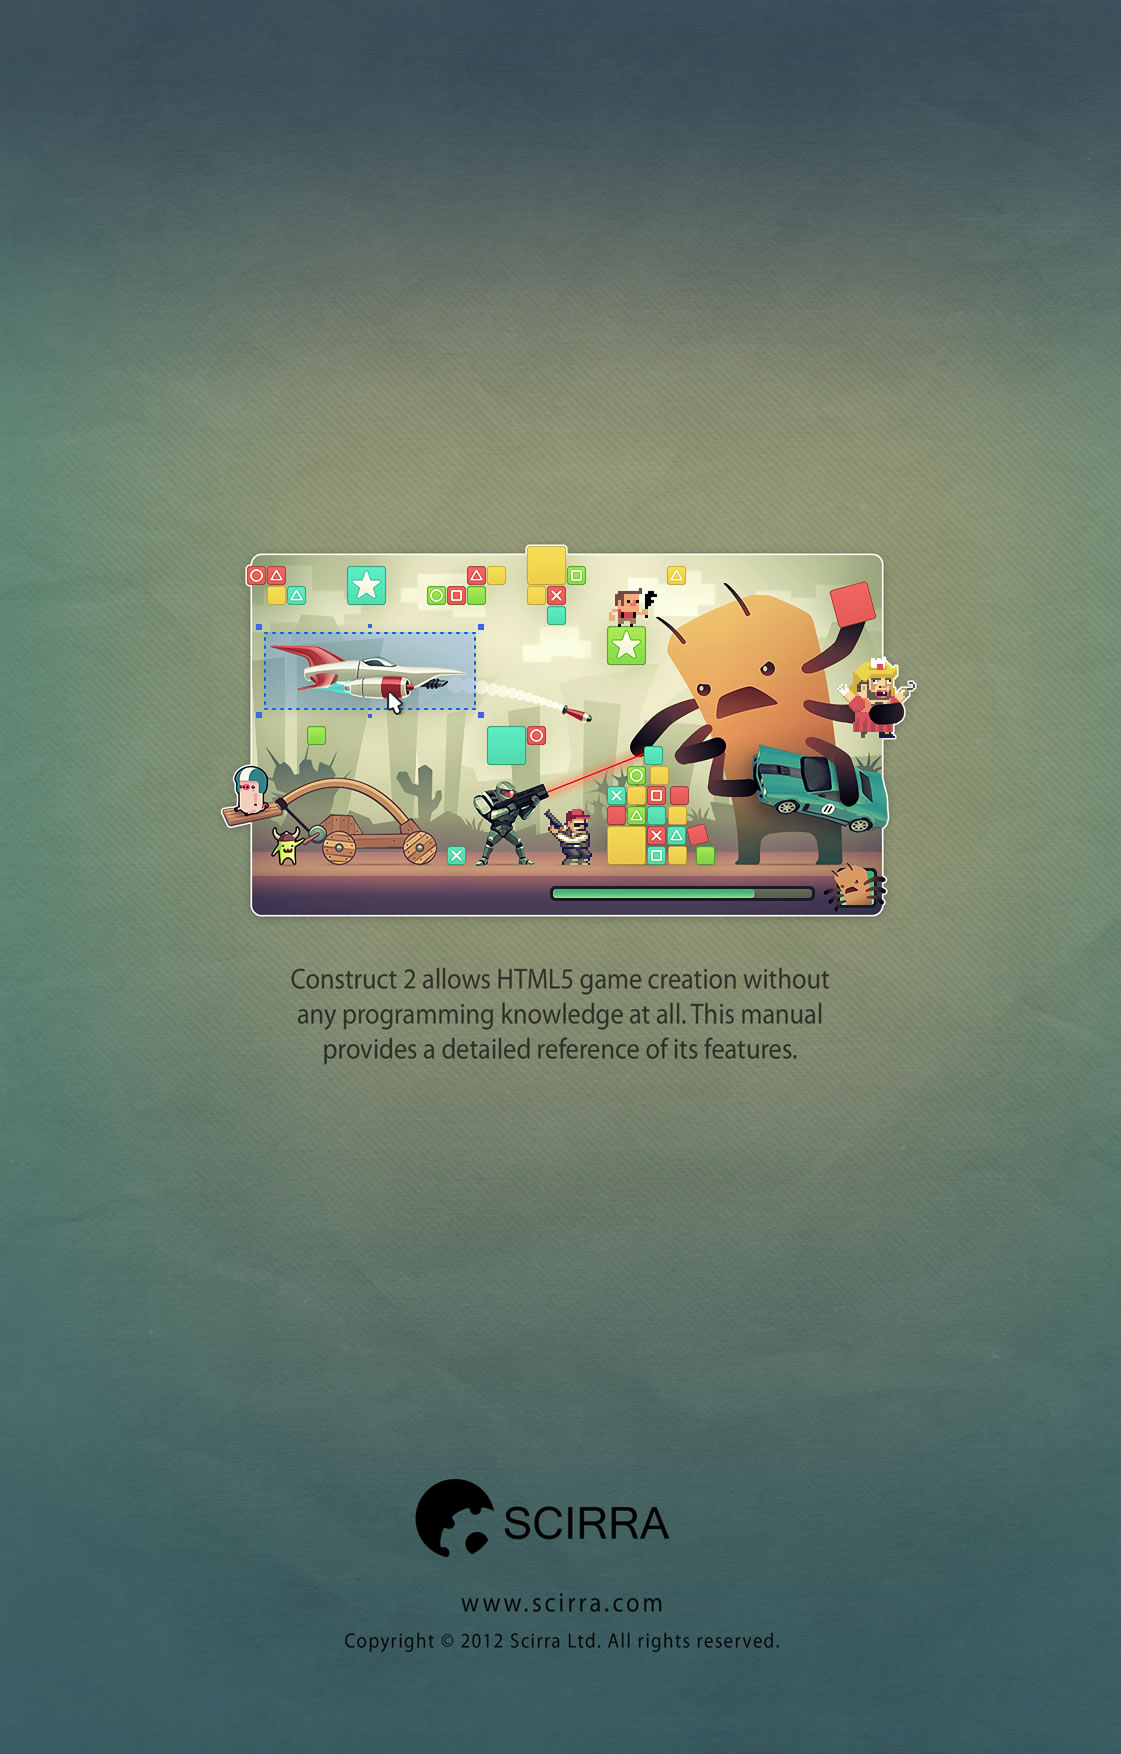 Construct 2 allows HTML5 game creation without
any programming knowledge at all. This manual
provides a detailed reference of its features.
SCIRRA
www.scirra.com
Copyright © 2012 Scirra Ltd. All rights reserved.